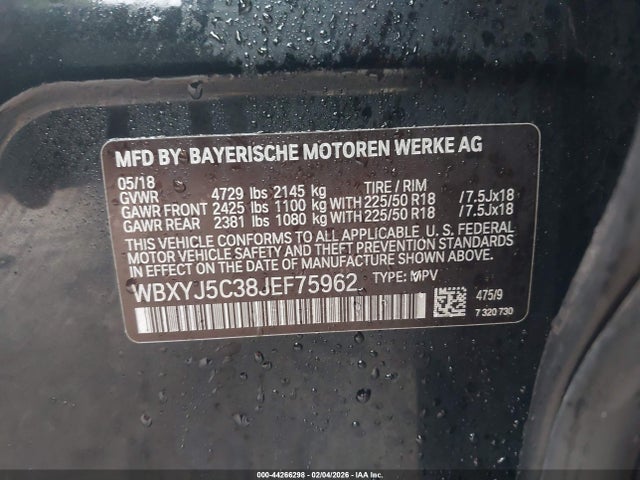 MFD BY BAYERISCHE MOTOREN WERKE AG
05/18
GVWR 4729 lbs 2145 kg TIRE / RIM
GAWR FRONT 2425 lbs 1100 kg WITH 225/50 R18 /7.5Jx18
GAWR REAR 2381 lbs 1080 kg WITH 225/50 R18 /7.5Jx18
THIS VEHICLE CONFORMS TO ALL APPLICABLE U. S. FEDERAL
MOTOR VEHICLE SAFETY AND THEFT PREVENTION STANDARDS IN
EFFECT ON THE DATE OF MANUFACTURE SHOWN ABOVE.
WBXYJ5C38JEF75962 TYPE: MPV
475/9
7 320 730
000-44266298 - 02/04/2026 - IAAI Inc.